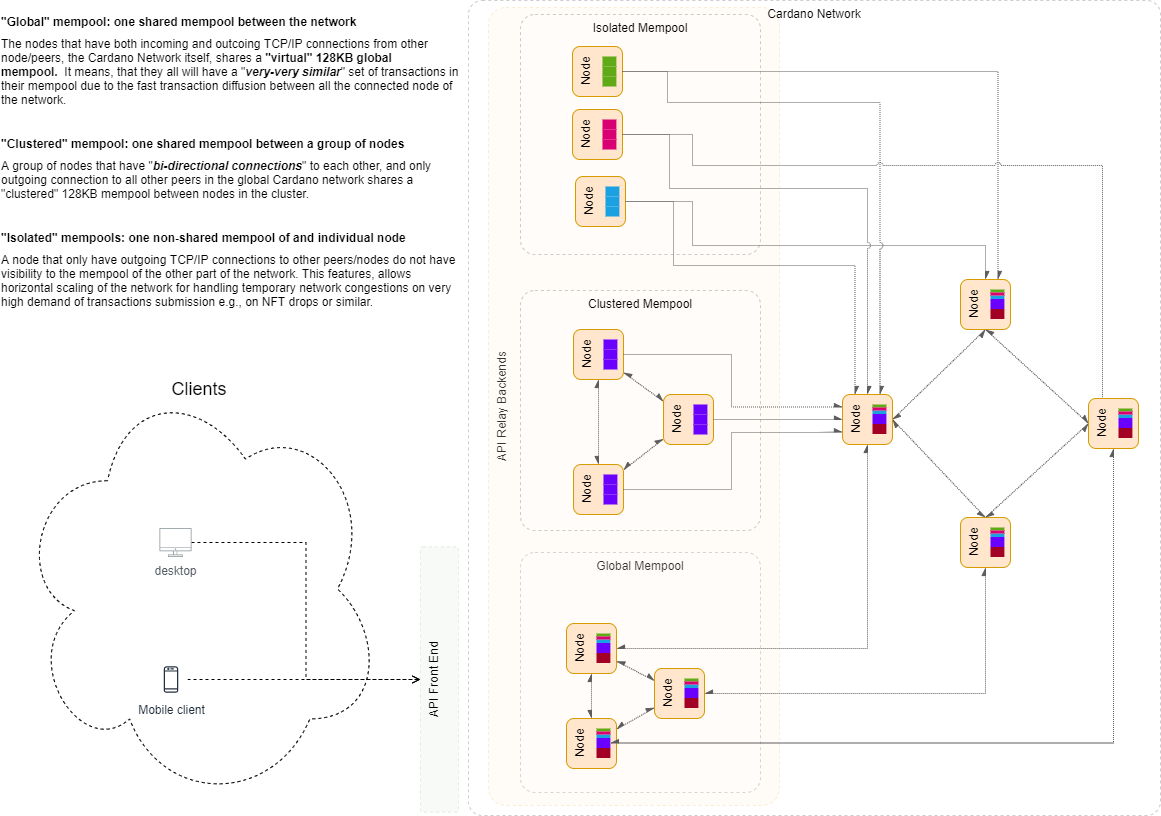 "Global" mempool: one shared mempool between the network
The nodes that have both incoming and outcoing TCP/IP connections from other
node/peers, the Cardano Network itself, shares a "virtual" 128KB global
mempool.  It means, that they all will have a "very-very similar" set of transactions in
their mempool due to the fast transaction diffusion between all the connected node of
the network.
"Clustered" mempool: one shared mempool between a group of nodes
A group of nodes that have "bi-directional connections" to each other, and only
outgoing connection to all other peers in the global Cardano network shares a
"clustered" 128KB mempool between nodes in the cluster.
"Isolated" mempools: one non-shared mempool of and individual node
A node that only have outgoing TCP/IP connections to other peers/nodes do not have
visibility to the mempool of the other part of the network. This features, allows
horizontal scaling of the network for handling temporary network congestions on very
high demand of transactions submission e.g., on NFT drops or similar.
Clients
desktop
Mobile client
API Front End
API Relay Backends
Cardano Network
Isolated Mempool
Node
Node
Node
Clustered Mempool
Node
Node
Node
Global Mempool
Node
Node
Node
Node
Node
Node
Node